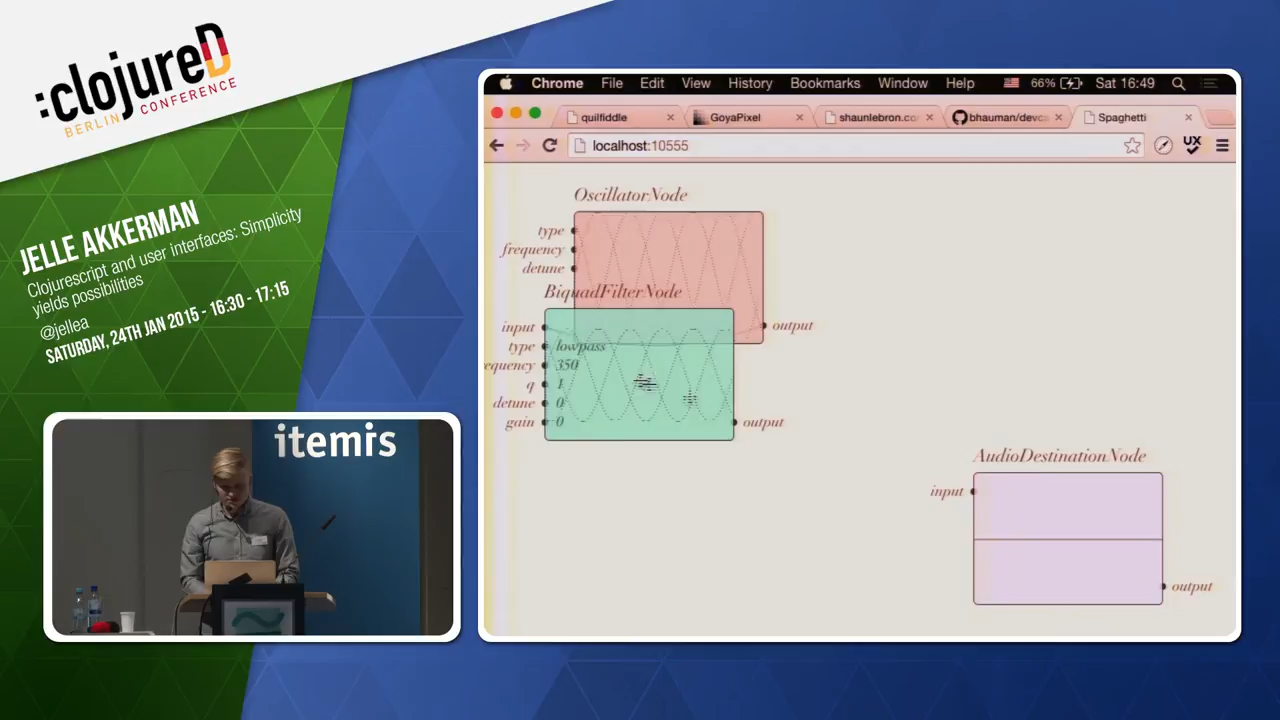 :clojureD
BERLIN CONFERENCE
JELLE AKKERMAN
Clojurescript and user interfaces: Simplicity
yields possibilities
@jellea
SATURDAY, 24TH JAN 2015 - 16:30 - 17:15
itemis
Chrome File Edit View History Bookmarks Window Help 66% Sat 16:49
quilfiddle GoyaPixel shaunlebron.co bhauman/devca Spaghetti
localhost:10555 UX
OscillatorNode
type
frequency
detune
output
BiquadFilterNode
input
type lowpass
equency 350
q 1
detune 0
gain 0
output
AudioDestinationNode
input
output